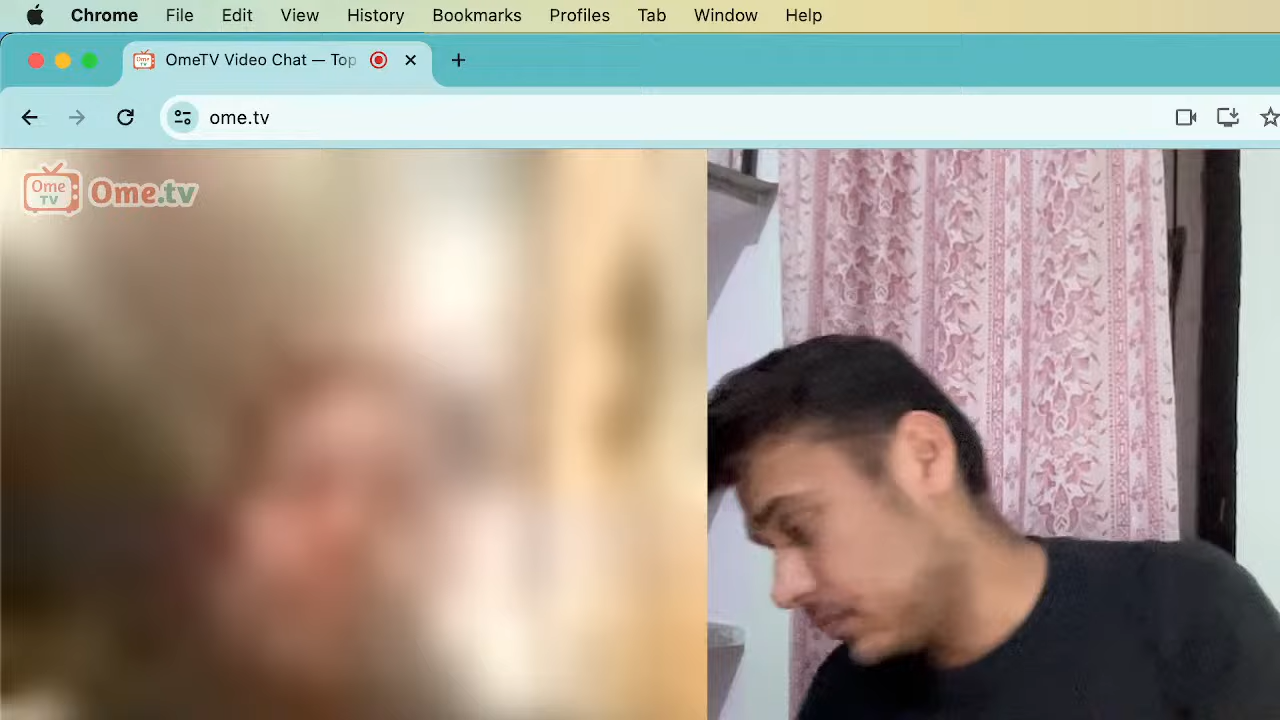 Chrome File Edit View History Bookmarks Profiles Tab Window Help
OmeTV Video Chat — Top
ome.tv
Ome TV Ome.tv